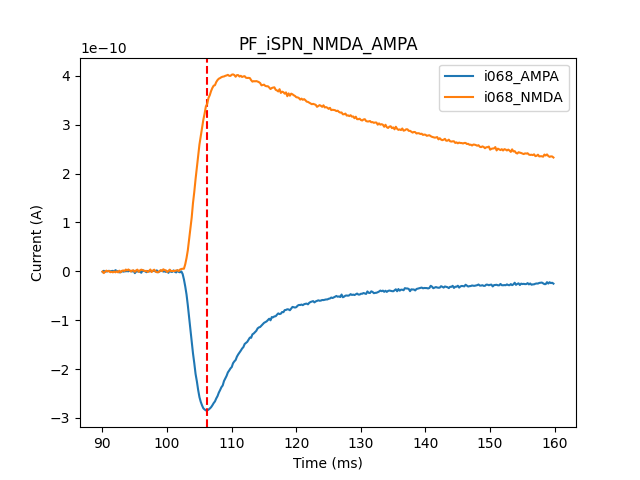 PF_iSPN_NMDA_AMPA
1e−10
i068_AMPA
i068_NMDA
4
3
2
1
0
−1
−2
−3
Current (A)
90 100 110 120 130 140 150 160
Time (ms)